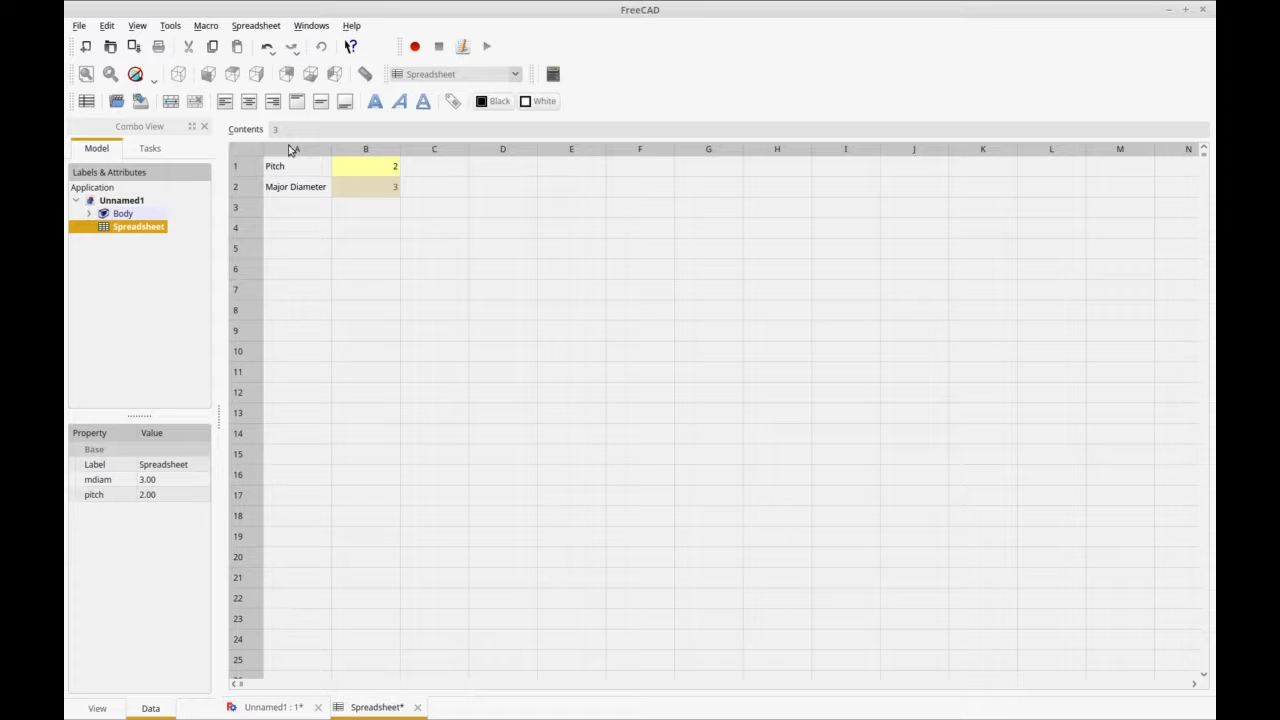 FreeCAD
File Edit View Tools Macro Spreadsheet Windows Help
Spreadsheet
Black White
Combo View
Contents 3
Model Tasks
A B C D E F G H I J K L M N
Labels & Attributes
Application
Unnamed1
Body
Spreadsheet
1 Pitch 2
2 Major Diameter 3
3
4
5
6
7
8
9
10
11
12
13
14
15
16
17
18
19
20
21
22
23
24
25
Property Value
Base
Label Spreadsheet
mdiam 3.00
pitch 2.00
View Data
Unnamed1 : 1*
Spreadsheet*